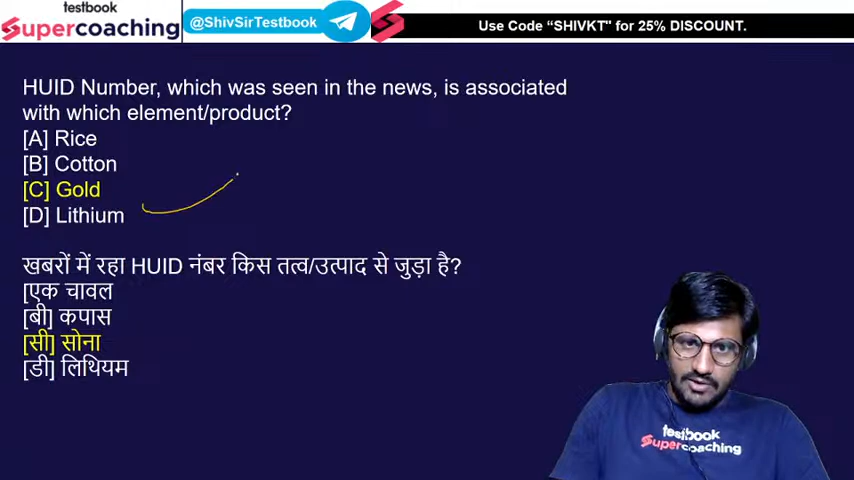 testbook
Supercoaching
@ShivSirTestbook
Use Code “SHIVKT" for 25% DISCOUNT.
HUID Number, which was seen in the news, is associated
with which element/product?
[A] Rice
[B] Cotton
[C] Gold
[D] Lithium
खबरों में रहा HUID नंबर किस तत्व/उत्पाद से जुड़ा है?
[एक चावल
[बी] कपास
[सी] सोना
[डी] लिथियम
testbook
Supercoaching